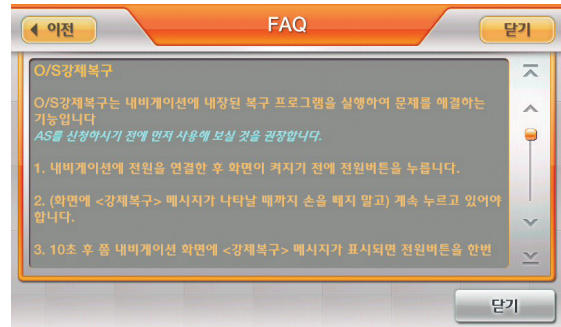 이전
FAQ
닫기
O/S강제복구
O/S강제복구는 내비게이션에 내장된 복구 프로그램을 실행하여 문제를 해결하는
기능입니다
AS를 신청하시기 전에 먼저 사용해 보실 것을 권장합니다.
1. 내비게이션에 전원을 연결한 후 화면이 켜지기 전에 전원버튼을 누릅니다.
2. (화면에 <강제복구> 메시지가 나타날 때까지 손을 떼지 말고) 계속 누르고 있어야
합니다.
3. 10초 후 쯤 내비게이션 화면에 <강제복구> 메시지가 표시되면 전원버튼을 한번
닫기